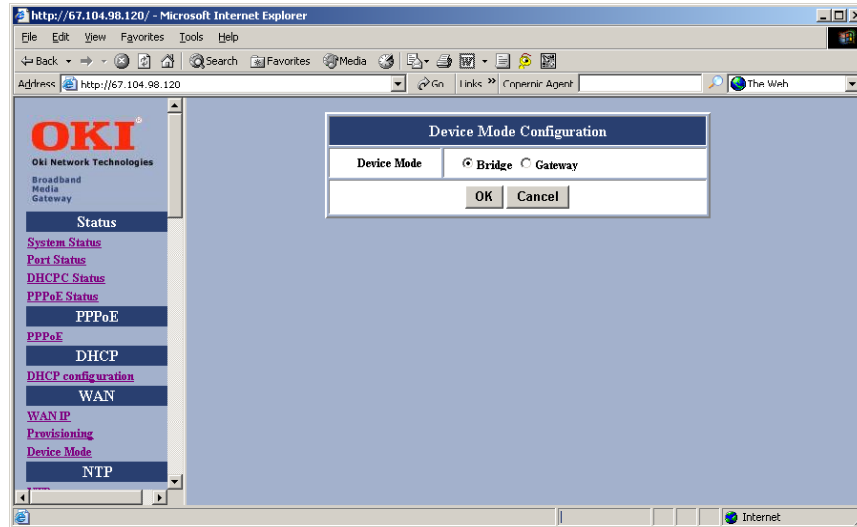 http://67.104.98.120/ - Microsoft Internet Explorer
File Edit View Favorites Tools Help
Back Search Favorites Media
Address http://67.104.98.120 Go Links » Copernic Agent The Web
OKI
Oki Network Technologies
Broadband
Media
Gateway
Status
System Status
Port Status
DHCPC Status
PPPoE Status
PPPoE
PPPoE
DHCP
DHCP configuration
WAN
WAN IP
Provisioning
Device Mode
NTP
Device Mode Configuration
Device Mode Bridge Gateway
OK Cancel
Internet